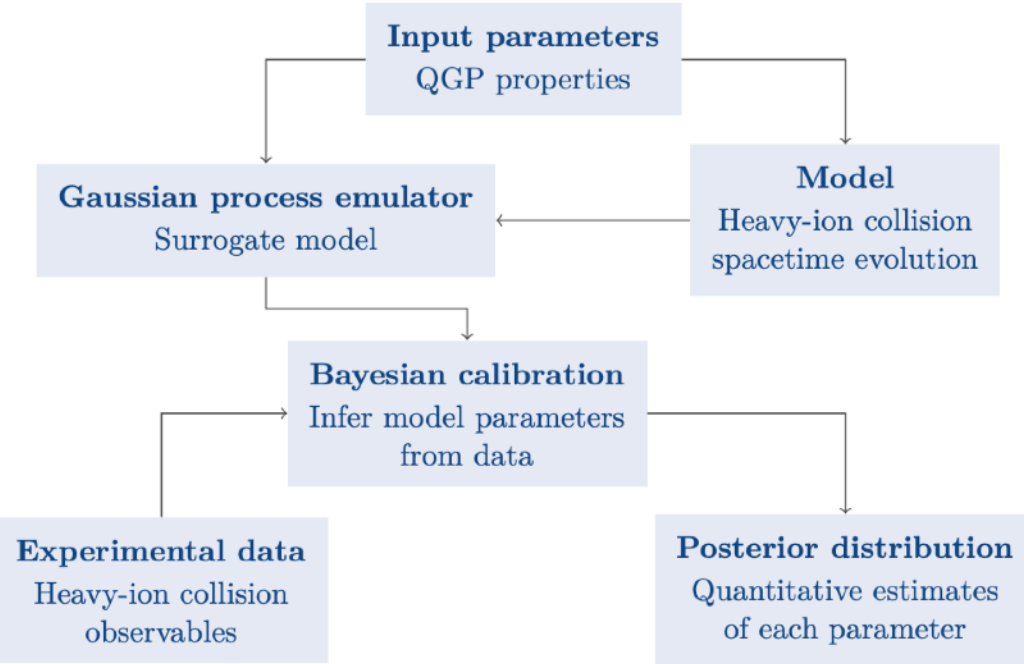 Input parameters
QGP properties
Gaussian process emulator
Surrogate model
Model
Heavy-ion collision
spacetime evolution
Bayesian calibration
Infer model parameters
from data
Experimental data
Heavy-ion collision
observables
Posterior distribution
Quantitative estimates
of each parameter